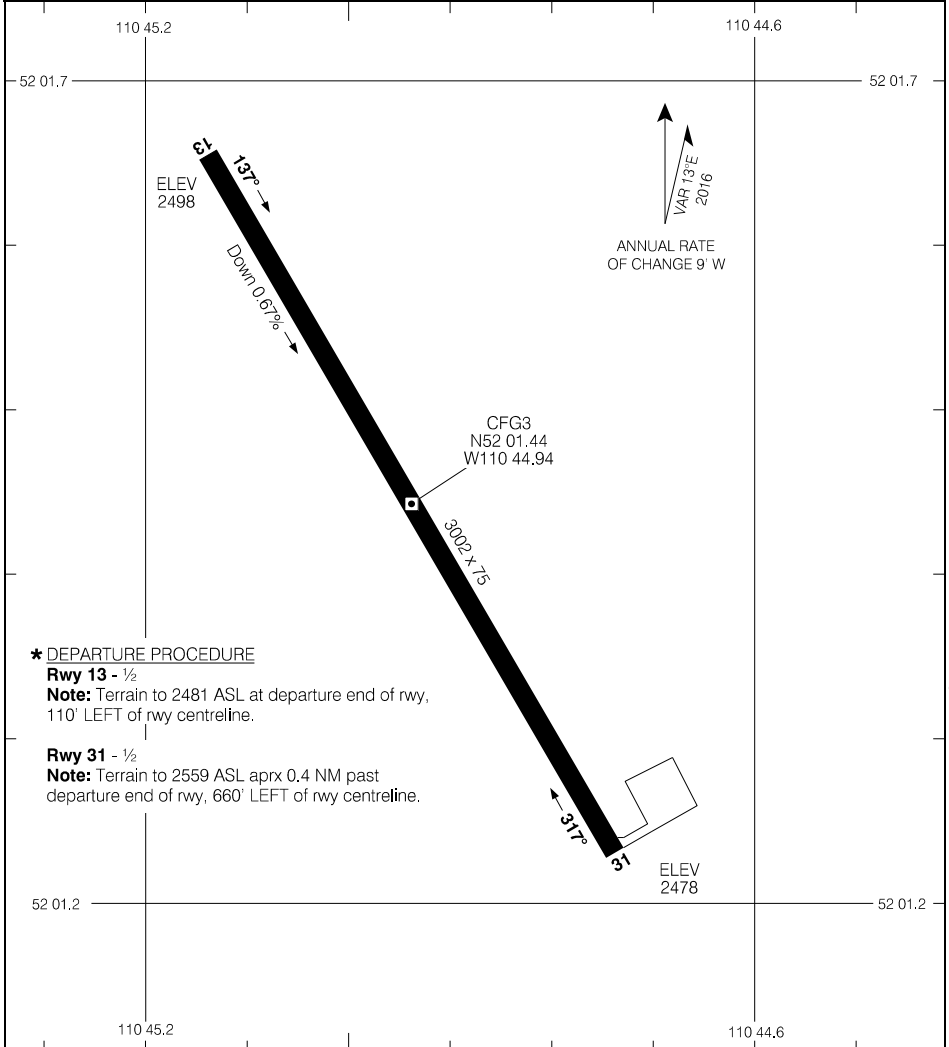 110 45.2
110 44.6
52 01.7
52 01.7
13
137°
ELEV
2498
VAR 13°E
2016
ANNUAL RATE
OF CHANGE 9' W
Down 0.67%
CFG3
N52 01.44
W110 44.94
3002 x 75
* DEPARTURE PROCEDURE
Rwy 13 - ½
Note: Terrain to 2481 ASL at departure end of rwy,
110' LEFT of rwy centreline.
Rwy 31 - ½
Note: Terrain to 2559 ASL aprx 0.4 NM past
departure end of rwy, 660' LEFT of rwy centreline.
317°
31
ELEV
2478
52 01.2
52 01.2
110 45.2
110 44.6